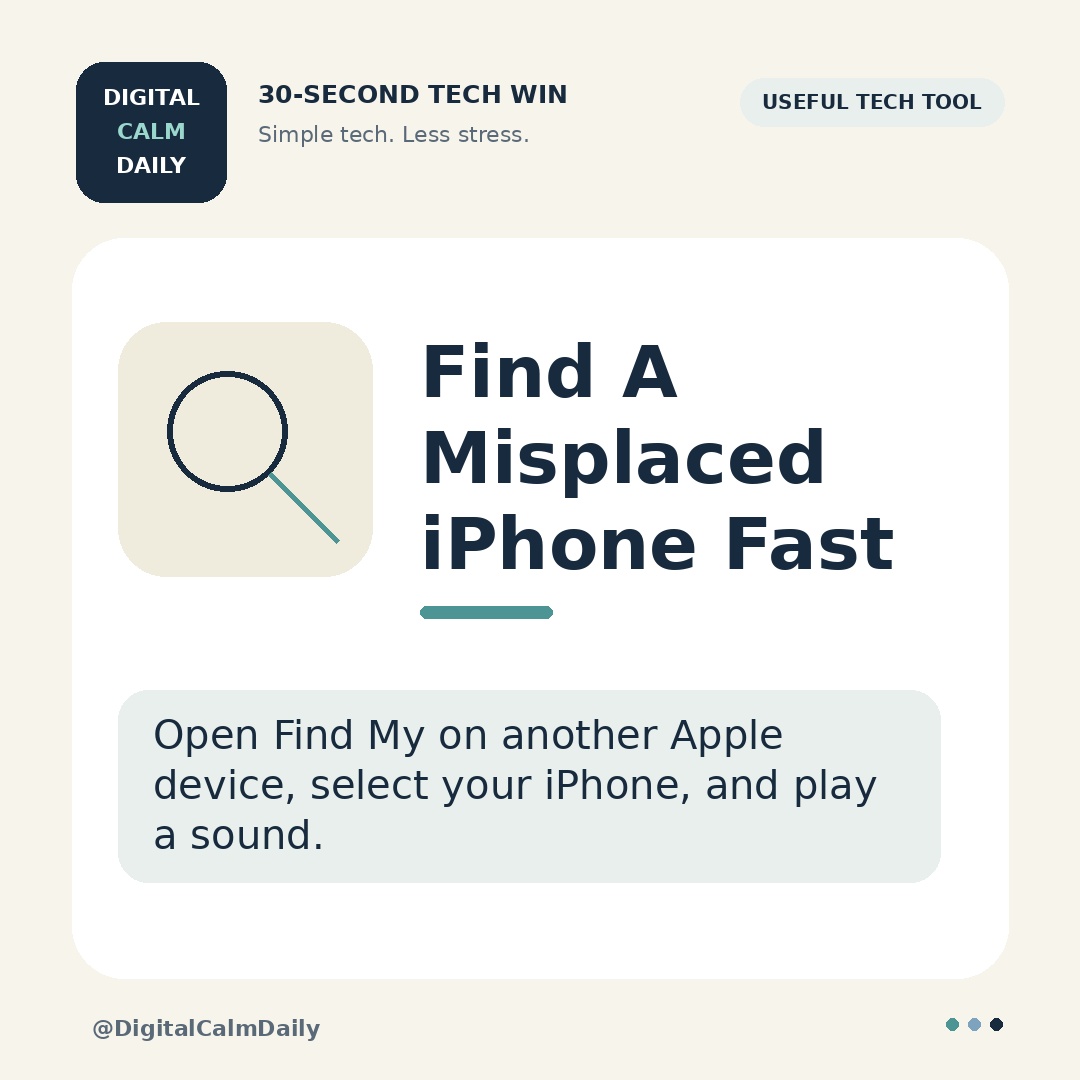 DIGITAL
CALM
DAILY
30-SECOND TECH WIN
Simple tech. Less stress.
USEFUL TECH TOOL
Find A
Misplaced
iPhone Fast
Open Find My on another Apple
device, select your iPhone, and play
a sound.
@DigitalCalmDaily